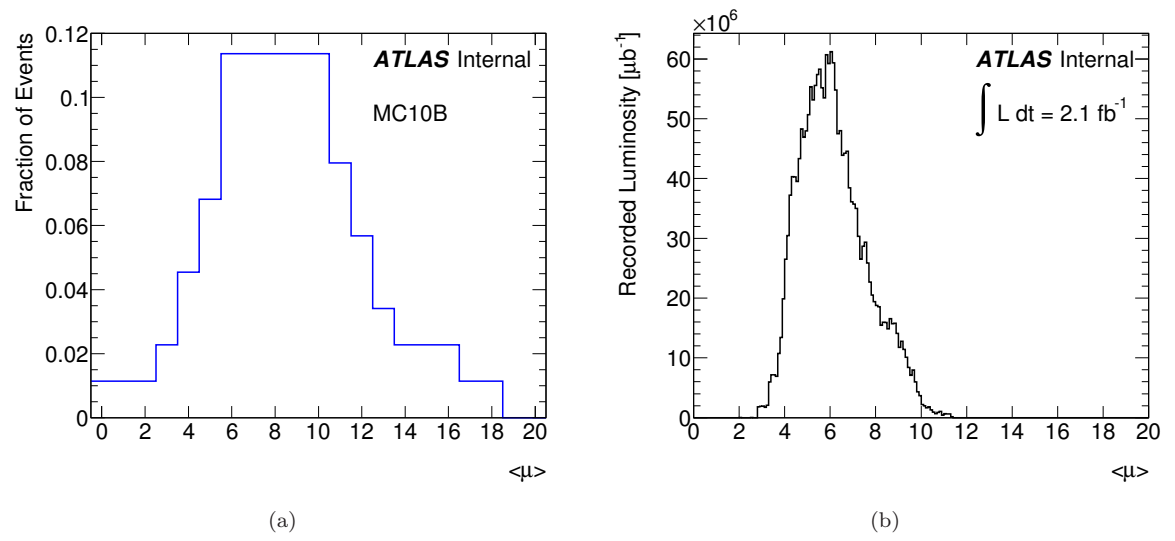 Fraction of Events
0.12
0.1
0.08
0.06
0.04
0.02
0
ATLAS Internal
MC10B
0 2 4 6 8 10 12 14 16 18 20
<μ>
(a)
×10⁶
Recorded Luminosity [μb⁻¹]
60
50
40
30
20
10
0
ATLAS Internal
∫ L dt = 2.1 fb⁻¹
0 2 4 6 8 10 12 14 16 18 20
<μ>
(b)